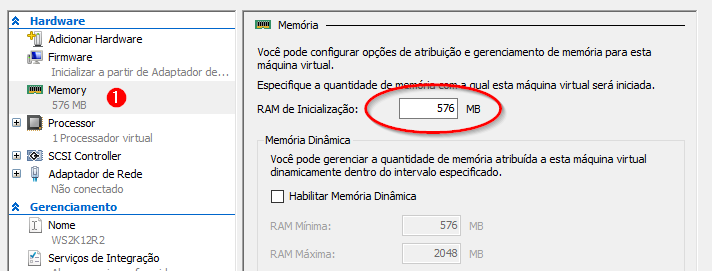 Hardware
Adicionar Hardware
Firmware
Inicializar a partir de Adaptador de...
Memory
576 MB
1
Processor
1 Processador virtual
SCSI Controller
Adaptador de Rede
Não conectado
Gerenciamento
Nome
WS2K12R2
Serviços de Integração
Memória
Você pode configurar opções de atribuição e gerenciamento de memória para esta
máquina virtual.
Especifique a quantidade de memória com a qual esta máquina virtual será iniciada.
RAM de Inicialização: 576 MB
Memória Dinâmica
Você pode gerenciar a quantidade de memória atribuída a esta máquina virtual
dinamicamente dentro do intervalo especificado.
Habilitar Memória Dinâmica
RAM Mínima: 576 MB
RAM Máxima: 2048 MB